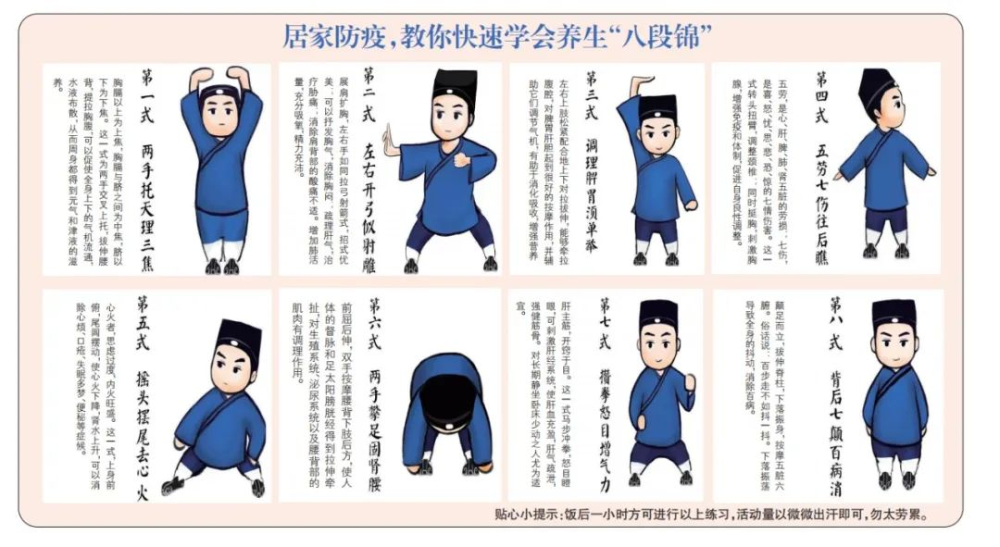 居家防疫,教你快速学会养生“八段锦”
第一式 两手托天理三焦
胸膈以上为上焦，胸膈与脐之间为中焦，脐以
下为下焦。这一式为两手交叉上托，拔伸腰
背，提拉胸腹，可以促使全身上下的气机流通，
水液布散，从而周身都得到元气和津液的滋
养。
第二式 左右开弓似射雕
展肩扩胸，左右手如同拉弓射箭式，招式优
美；可以抒发胸气，消除胸闷；疏理肝气，治
疗胁痛；消除肩背部的酸痛不适。增加肺活
量，充分吸氧，精力充沛。
第三式 调理脾胃须单举
左右上肢松紧配合地上下对拉拔伸，能够牵拉
腹腔，对脾胃肝胆起到很好的按摩作用，并辅
助它们调节气机，有助于消化吸收，增强营养
第四式 五劳七伤往后瞧
五劳，是心、肝、脾、肺、肾五脏的劳损；七伤，
是喜、怒、忧、思、悲、恐、惊的七情伤害。这一
式转头扭臂，调整颈椎；同时挺胸，刺激胸
腺，增强免疫和体制，促进自身良性调整。
第五式 摇头摆尾去心火
心火者，思虑过度，内火旺盛。这一式，上身前
俯，尾闾摆动，使心火下降，肾水上升，可以消
除心烦、口疮、失眠多梦、便秘等症候。
第六式 两手攀足固肾腰
前屈后伸，双手按摩腰背下肢后方，使人
体的督脉和足太阳膀胱经得到拉伸牵
扯，对生殖系统、泌尿系统以及腰背部的
肌肉有调理作用。
第七式 攒拳怒目增气力
肝主筋，开窍于目。这一式马步冲拳，怒目瞪
眼，可刺激肝经系统，使肝血充盈，肝气疏泄，
强健筋骨。对长期静坐卧床少动之人尤为适
宜。
第八式 背后七颠百病消
颠足而立，拔伸脊柱，下落振身，按摩五脏六
腑。俗话说：百步走不如抖一抖。下落振荡
导致全身的抖动，消除百病。
贴心小提示：饭后一小时方可进行以上练习，活动量以微微出汗即可，勿太劳累。